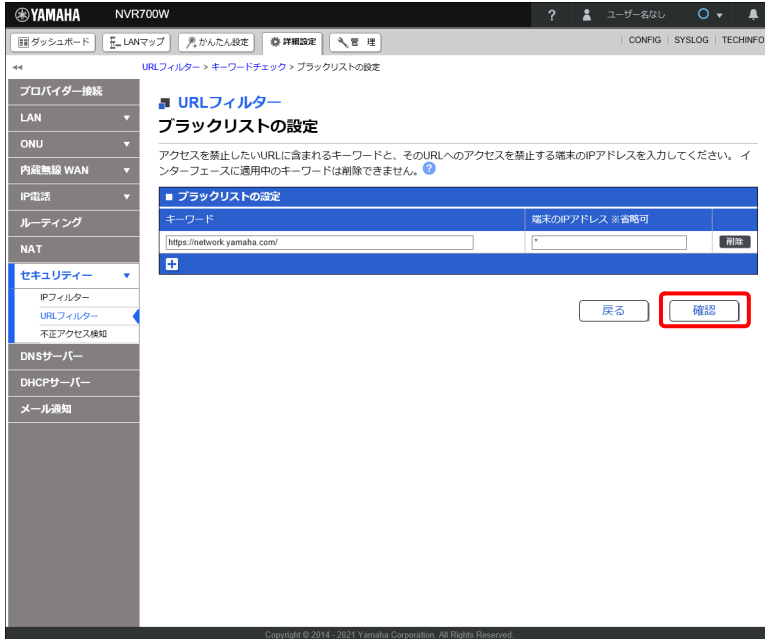 YAMAHA NVR700W ? ユーザー名なし
ダッシュボード LANマップ かんたん設定 詳細設定 管 理 CONFIG SYSLOG TECHINFO
URLフィルター > キーワードチェック > ブラックリストの設定
プロバイダー接続
LAN
ONU
内蔵無線 WAN
IP電話
ルーティング
NAT
セキュリティー
IPフィルター
URLフィルター
不正アクセス検知
DNSサーバー
DHCPサーバー
メール通知
URLフィルター
ブラックリストの設定
アクセスを禁止したいURLに含まれるキーワードと、そのURLへのアクセスを禁止する端末のIPアドレスを入力してください。 イ
ンターフェースに適用中のキーワードは削除できません。 ?
ブラックリストの設定
キーワード 端末のIPアドレス ※省略可
https://network.yamaha.com/ * 削除
+
戻る 確認
Copyright © 2014 - 2021 Yamaha Corporation. All Rights Reserved.